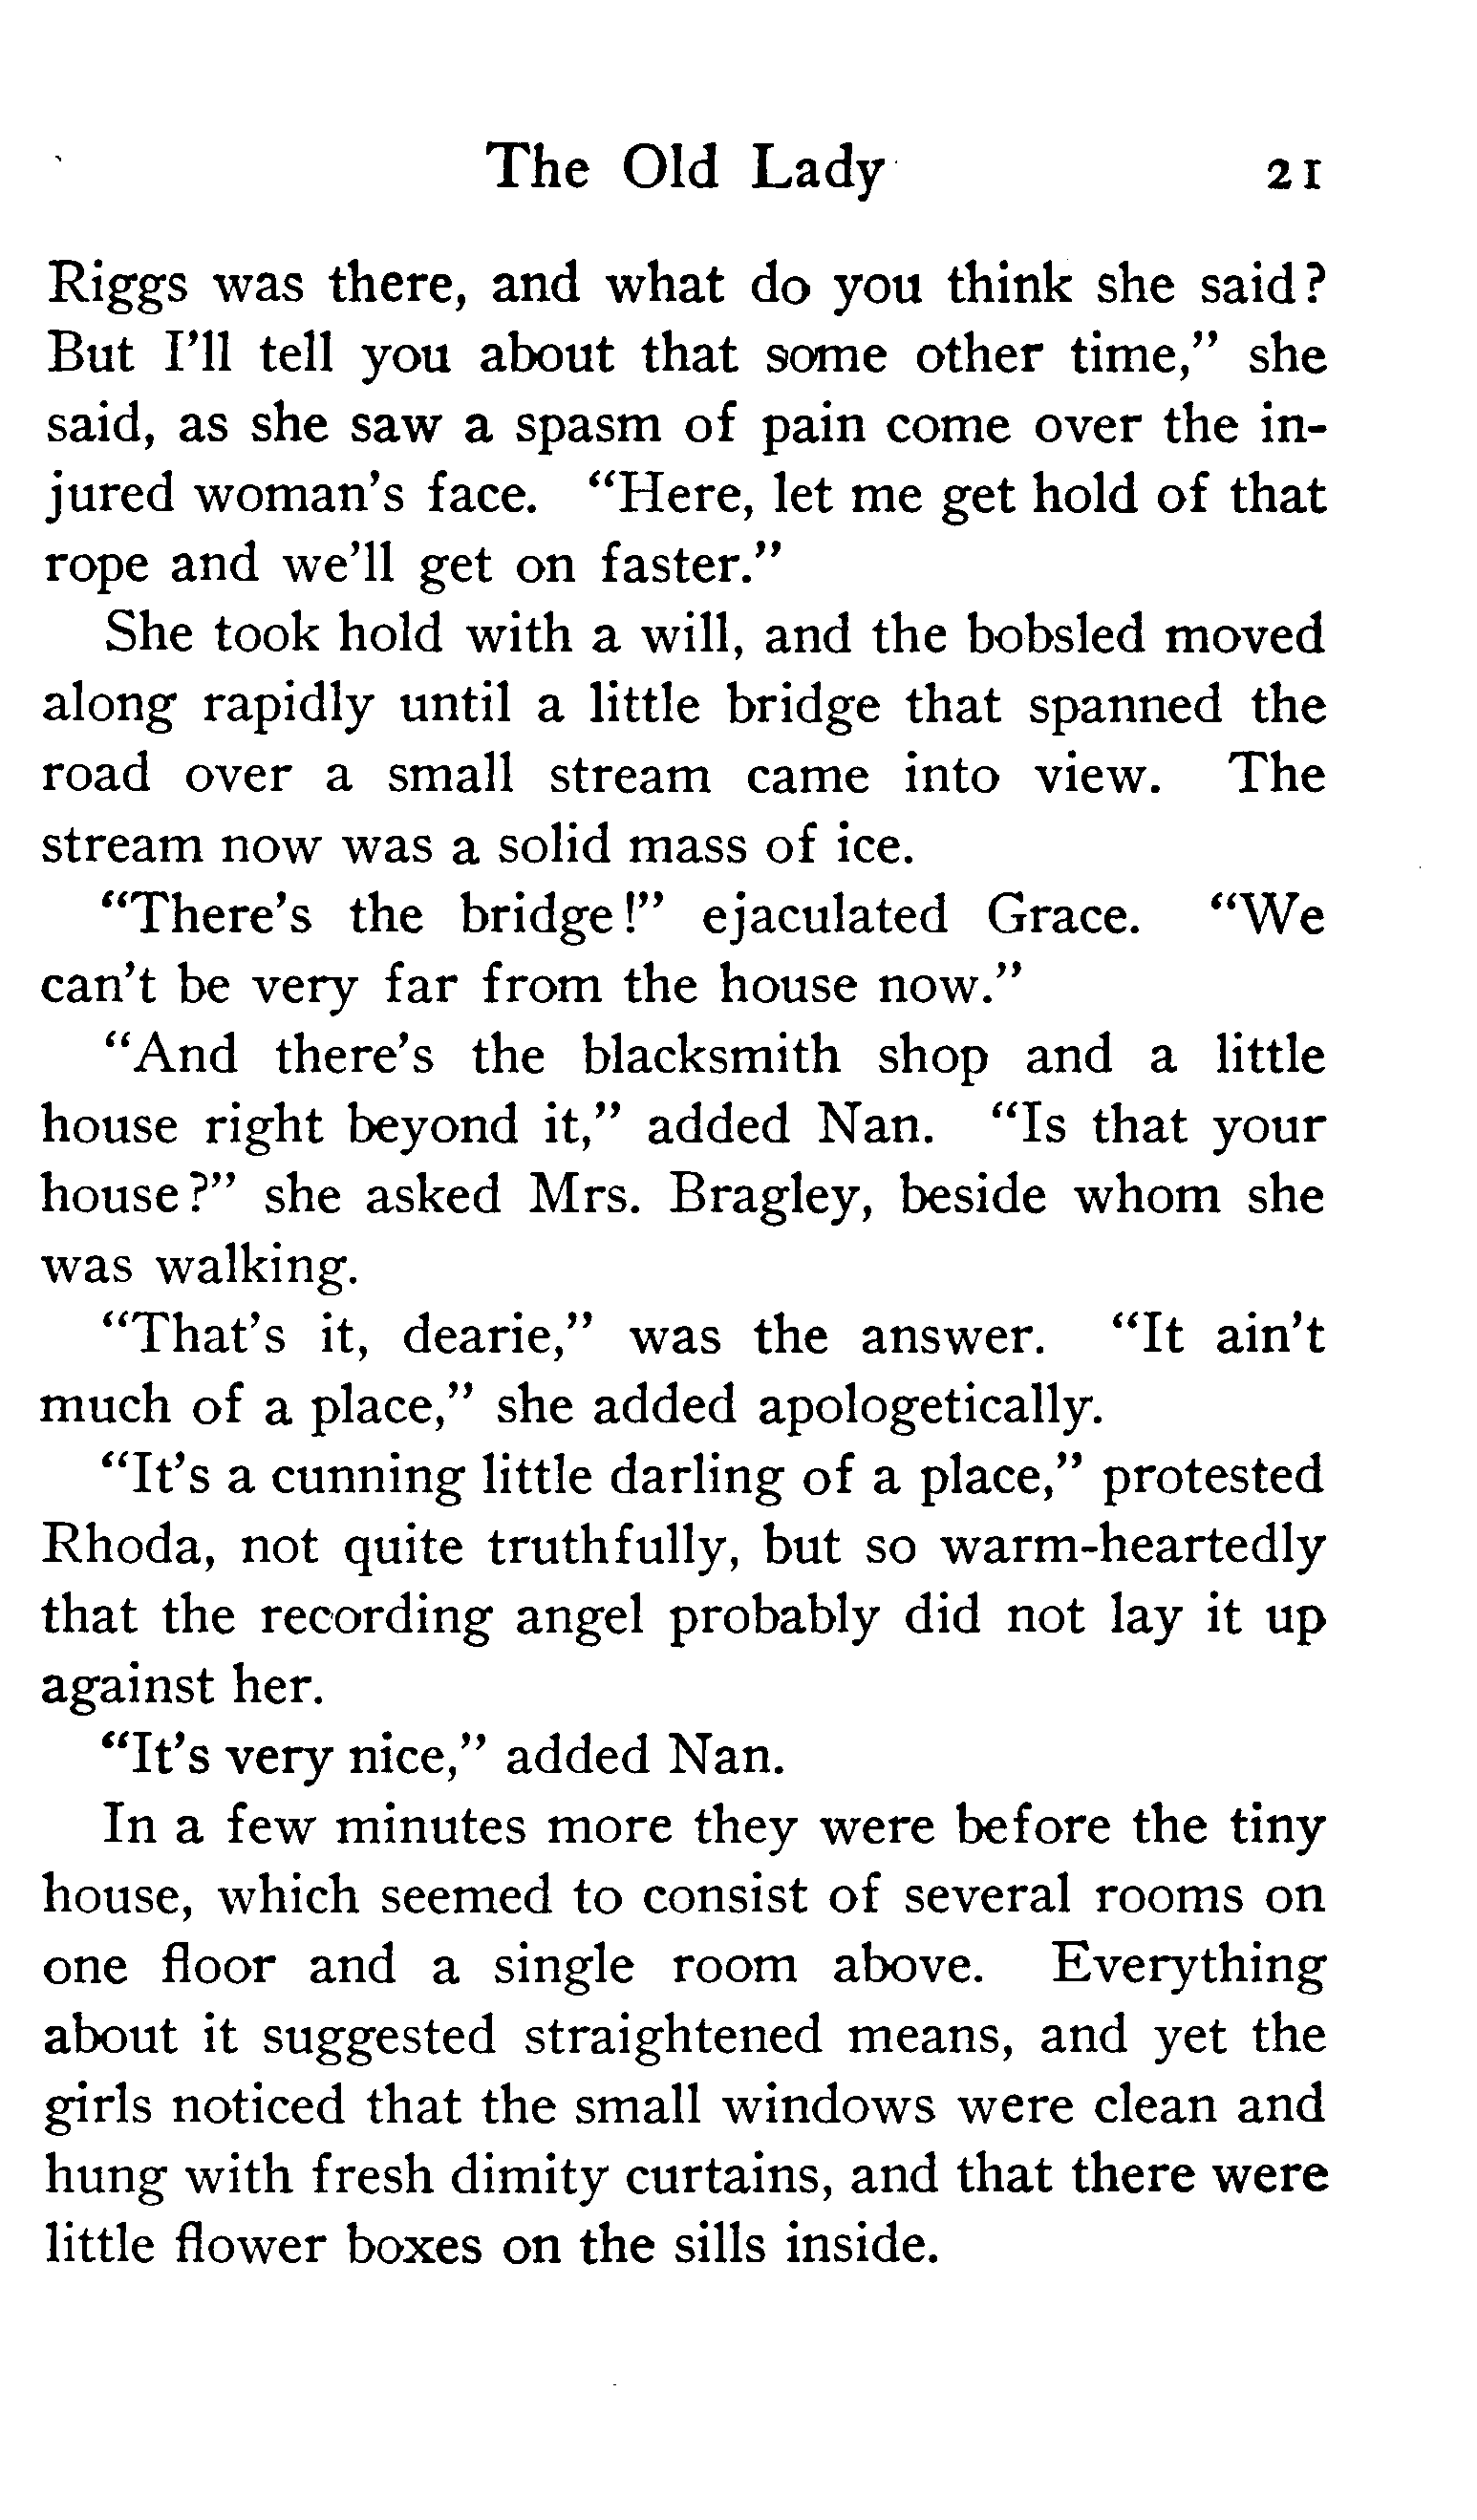 The Old Lady 21
Riggs was there, and what do you think she said?
But I'll tell you about that some other time," she
said, as she saw a spasm of pain come over the in-
jured woman's face. "Here, let me get hold of that
rope and we'll get on faster."
She took hold with a will, and the bobsled moved
along rapidly until a little bridge that spanned the
road over a small stream came into view. The
stream now was a solid mass of ice.
"There's the bridge!" ejaculated Grace. "We
can't be very far from the house now."
"And there's the blacksmith shop and a little
house right beyond it," added Nan. "Is that your
house?" she asked Mrs. Bragley, beside whom she
was walking.
"That's it, dearie," was the answer. "It ain't
much of a place," she added apologetically.
"It's a cunning little darling of a place," protested
Rhoda, not quite truthfully, but so warm-heartedly
that the recording angel probably did not lay it up
against her.
"It's very nice," added Nan.
In a few minutes more they were before the tiny
house, which seemed to consist of several rooms on
one floor and a single room above. Everything
about it suggested straightened means, and yet the
girls noticed that the small windows were clean and
hung with fresh dimity curtains, and that there were
little flower boxes on the sills inside.